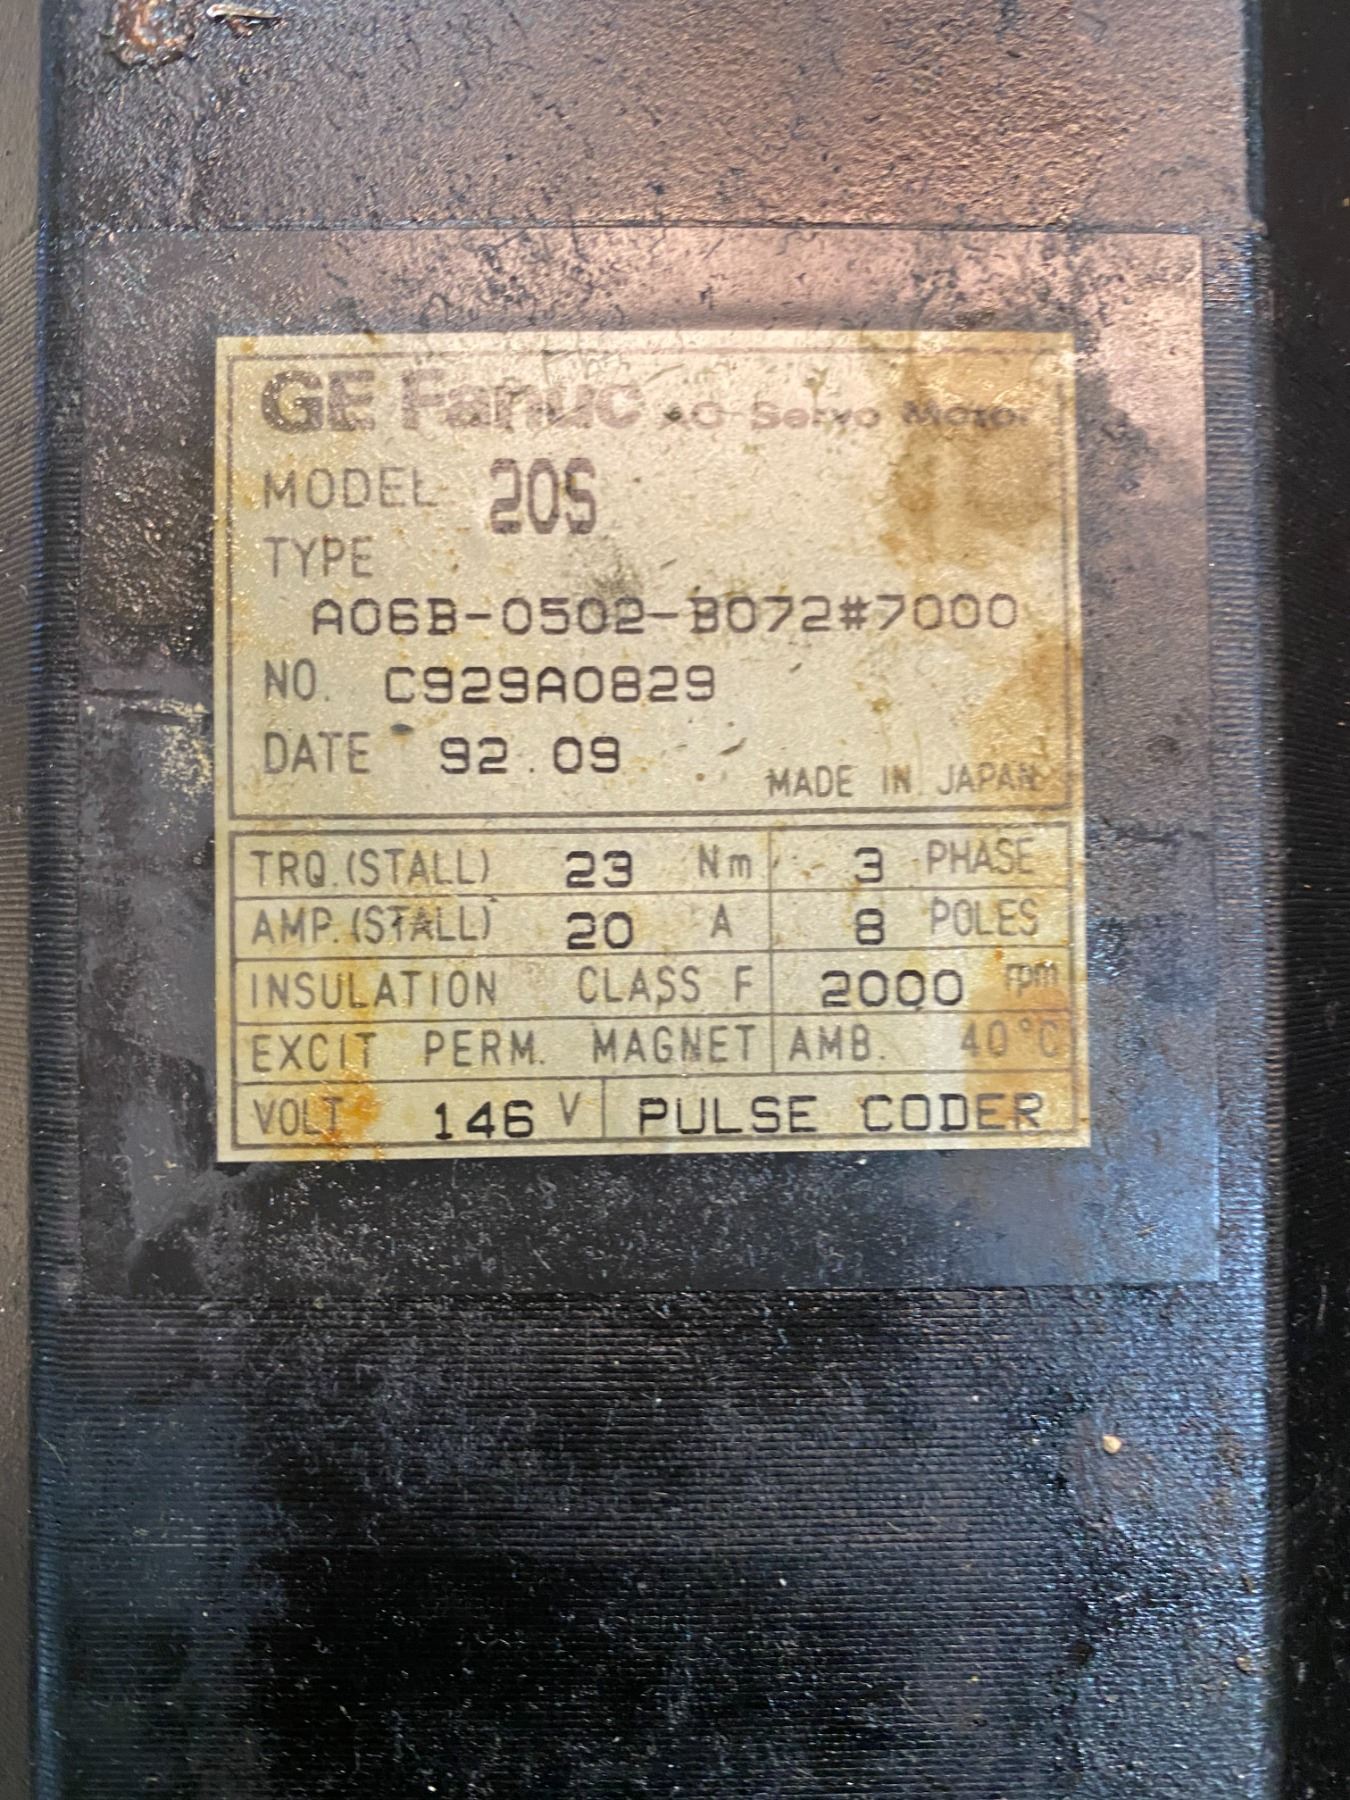 GE Fanuc AC Servo Motor
MODEL 20S
TYPE
A06B-0502-B072#7000
NO. C929A0829
DATE 92.09
MADE IN JAPAN
TRQ.(STALL) 23 Nm 3 PHASE
AMP.(STALL) 20 A 8 POLES
INSULATION CLASS F 2000 rpm
EXCIT PERM. MAGNET AMB. 40°C
VOLT 146 V PULSE CODER